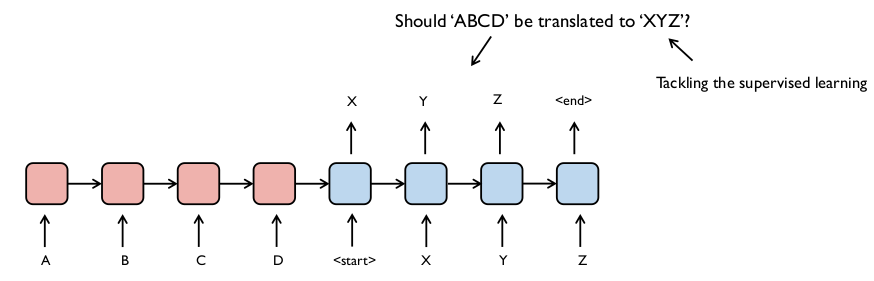 Should ‘ABCD’ be translated to ‘XYZ’?
Tackling the supervised learning
X Y Z <end>
A B C D <start> X Y Z